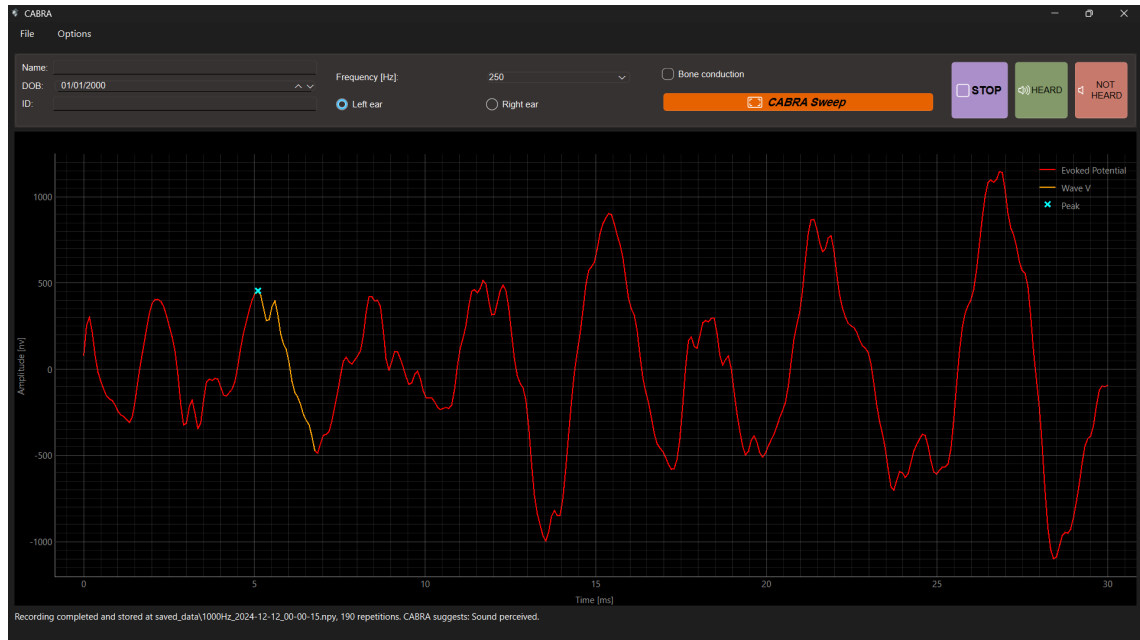 CABRA
File Options
Name:
DOB: 01/01/2000
ID:
Frequency [Hz]: 250
Left ear Right ear
Bone conduction
CABRA Sweep
STOP
HEARD
NOT
HEARD
Evoked Potential
Wave V
Peak
Amplitude [nv]
1000
500
0
-500
-1000
0 5 10 15 20 25 30
Time [ms]
Recording completed and stored at saved_data\1000Hz_2024-12-12_00-00-15.npy, 190 repetitions. CABRA suggests: Sound perceived.